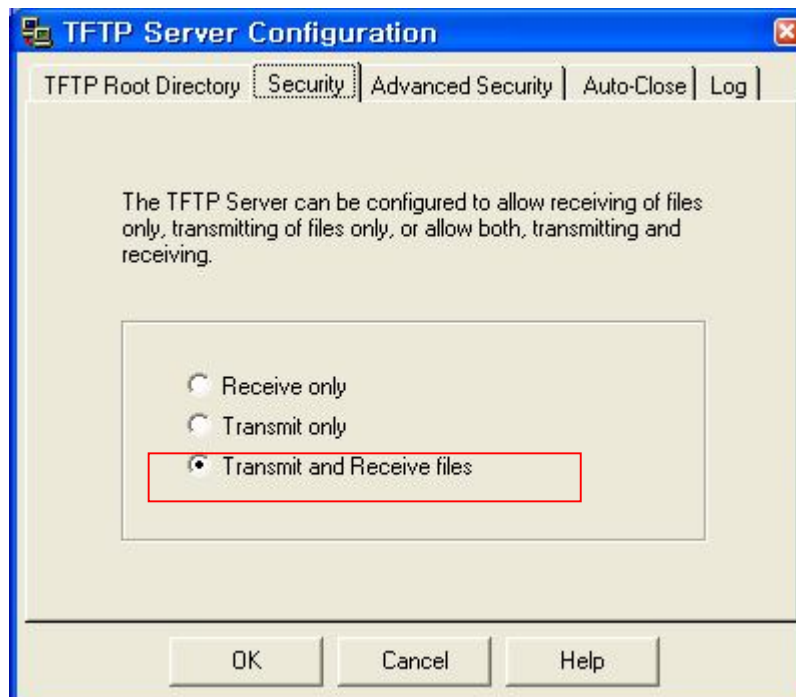 TFTP Server Configuration
TFTP Root Directory Security Advanced Security Auto-Close Log
The TFTP Server can be configured to allow receiving of files
only, transmitting of files only, or allow both, transmitting and
receiving.
Receive only
Transmit only
Transmit and Receive files
OK Cancel Help